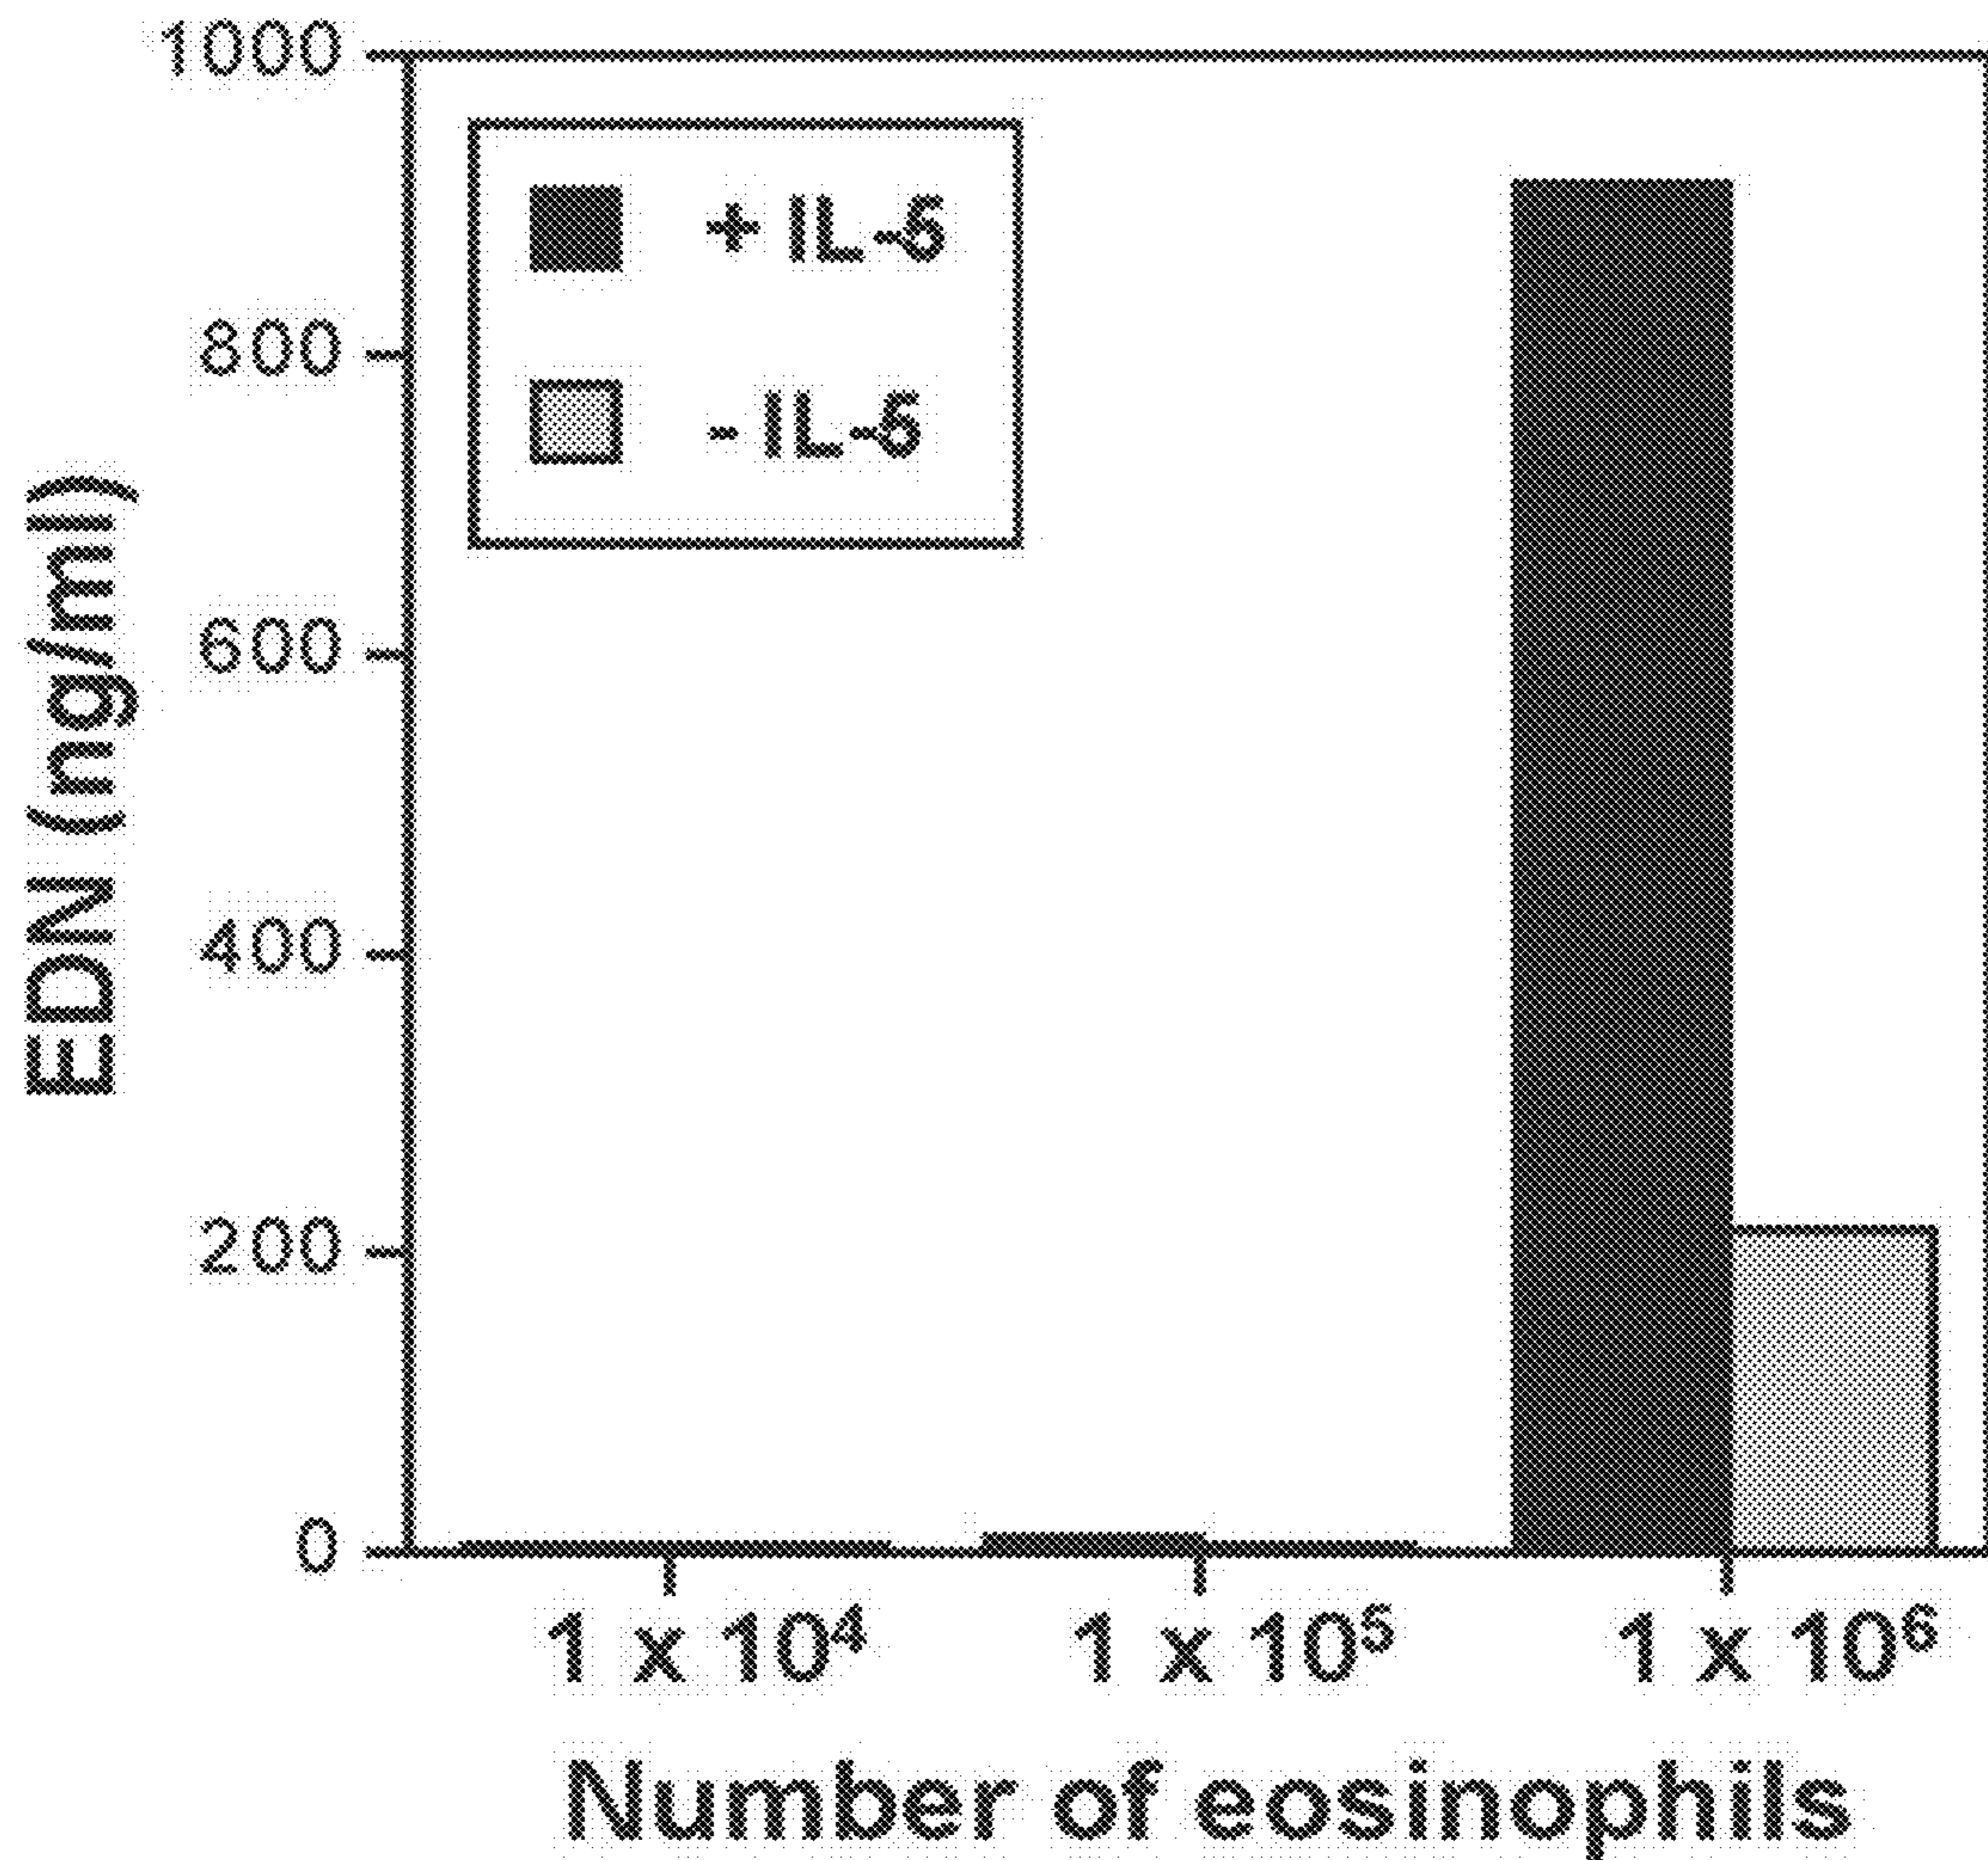 EDN (ng/ml)
1000
800
600
400
200
0
+ IL-5
- IL-5
1 x 10⁴
1 x 10⁵
1 x 10⁶
Number of eosinophils